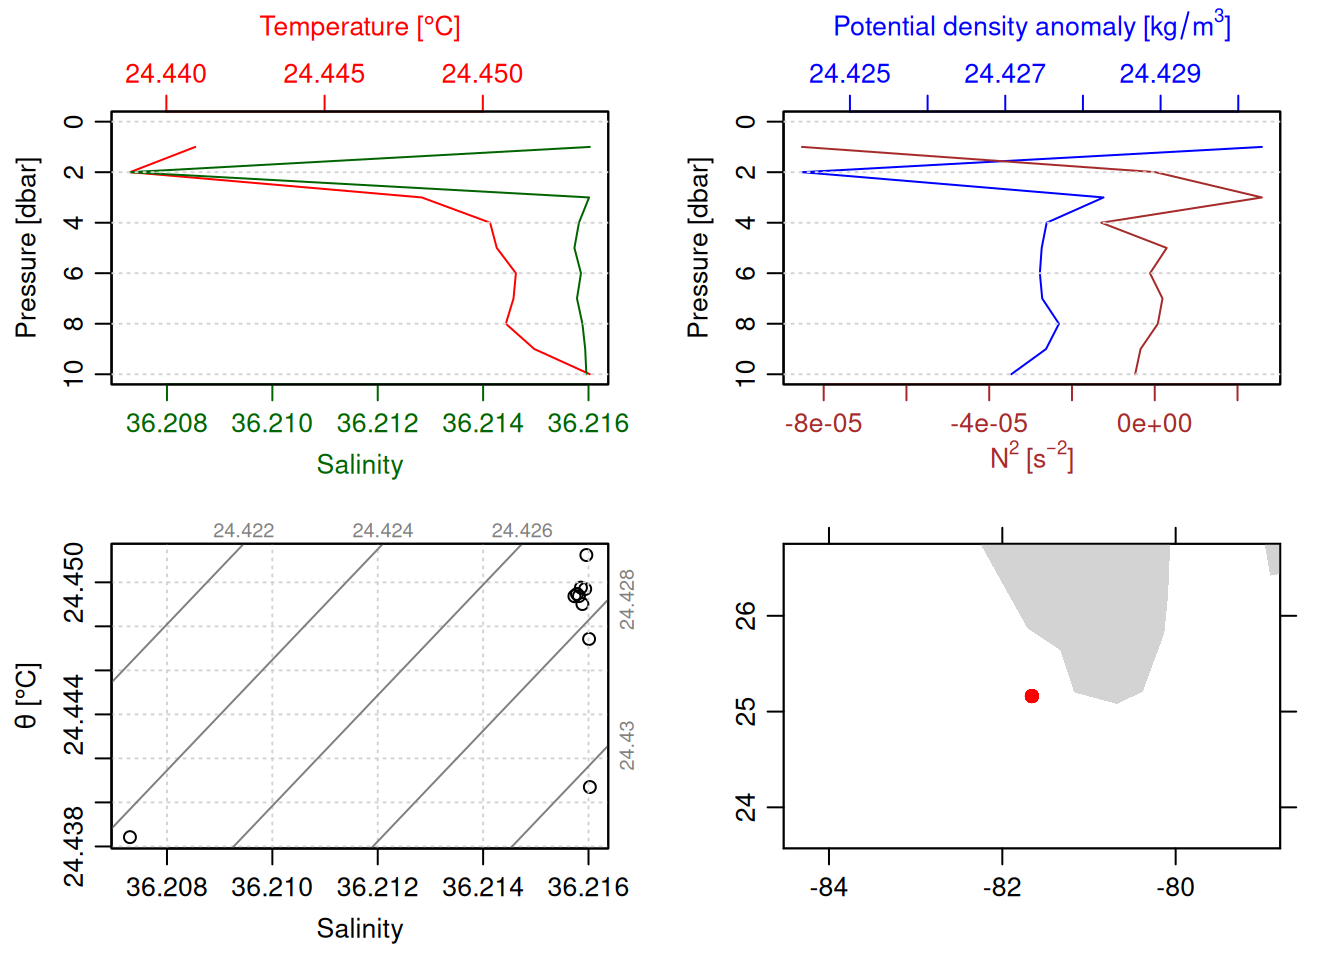 Temperature [°C]
24.440 24.445 24.450
Pressure [dbar]
0
2
4
6
8
10
36.208 36.210 36.212 36.214 36.216
Salinity
Potential density anomaly [kg/m³]
24.425 24.427 24.429
Pressure [dbar]
0
2
4
6
8
10
-8e-05 -4e-05 0e+00
N² [s⁻²]
24.422 24.424 24.426
24.428
24.43
θ [°C]
24.450
24.444
24.438
36.208 36.210 36.212 36.214 36.216
Salinity
26
25
24
-84 -82 -80